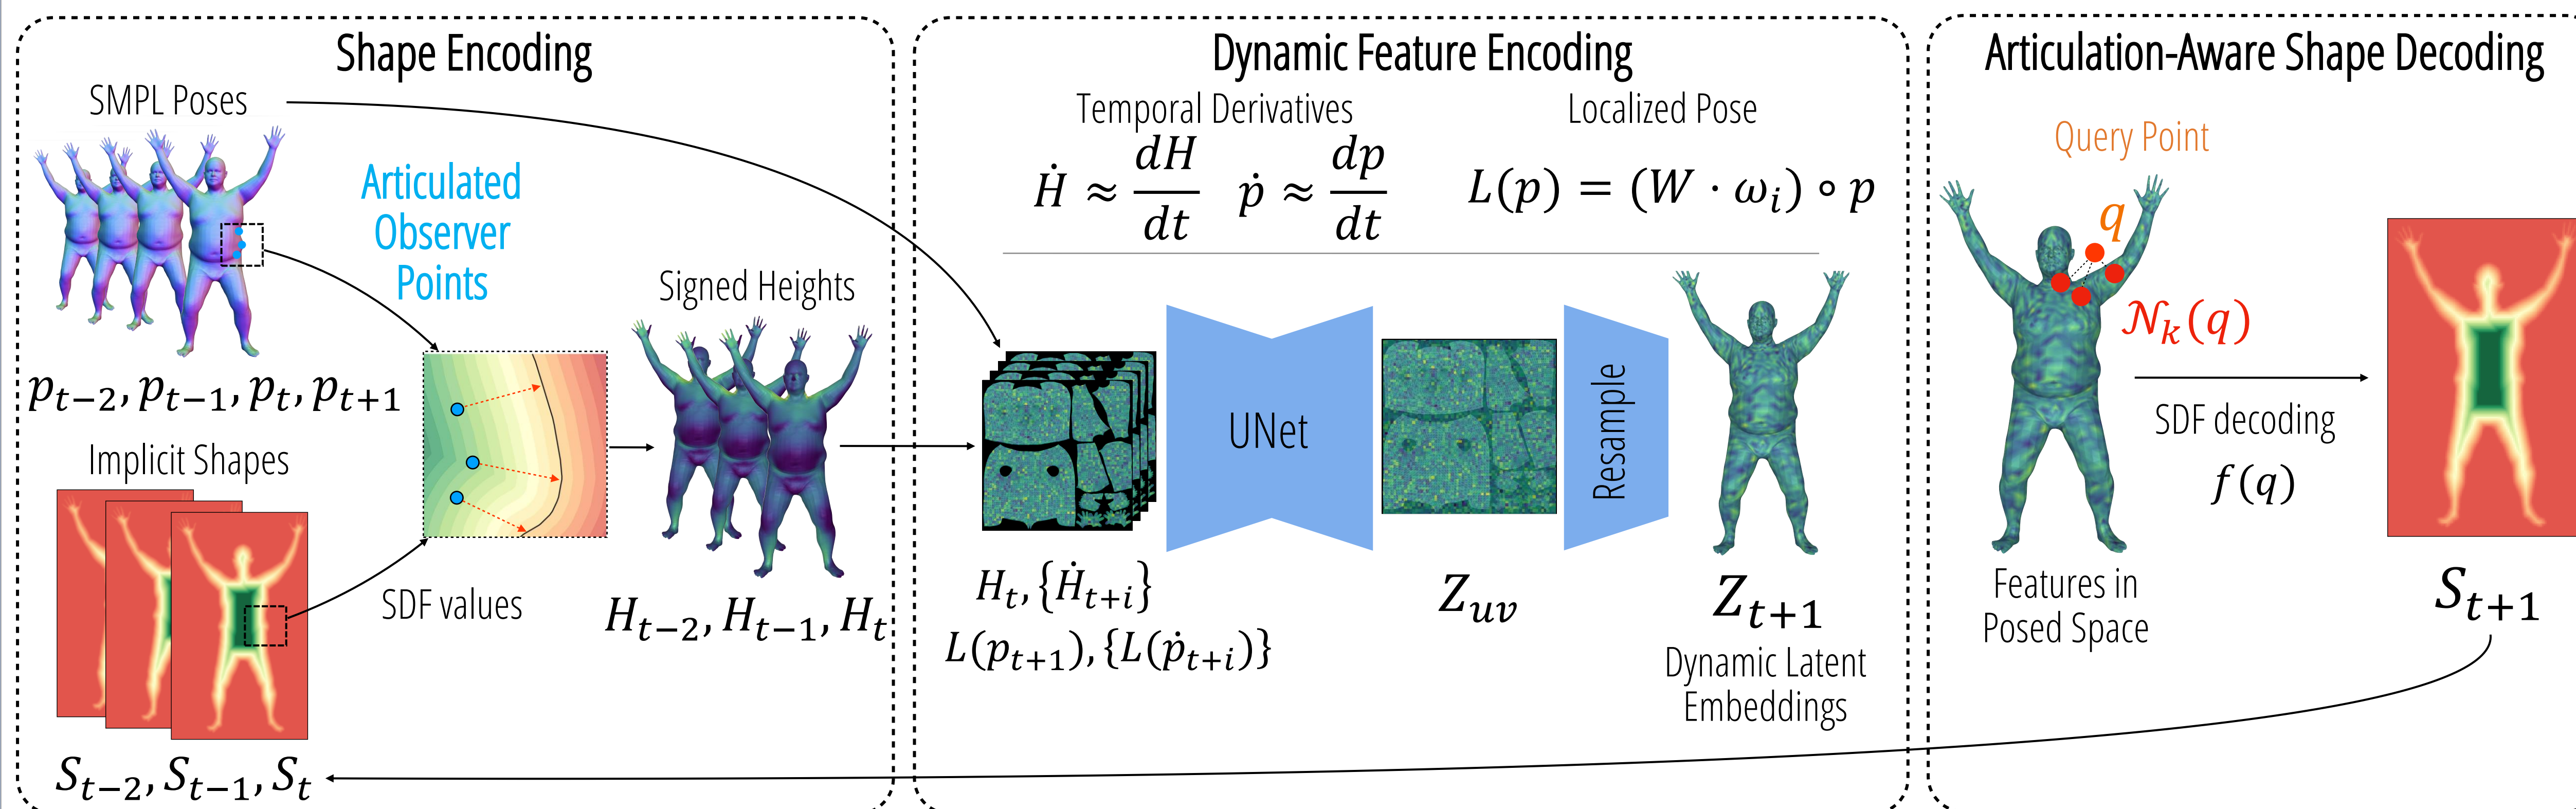 Shape Encoding
SMPL Poses
Articulated
Observer
Points
p_{t−2}, p_{t−1}, p_t, p_{t+1}
Implicit Shapes
S_{t−2}, S_{t−1}, S_t
SDF values
Signed Heights
H_{t−2}, H_{t−1}, H_t
Dynamic Feature Encoding
Temporal Derivatives
Ḣ ≈ dH/dt ṗ ≈ dp/dt
Localized Pose
L(p) = (W · ω_i) ∘ p
H_t, {Ḣ_{t+i}}
L(p_{t+1}), {L(ṗ_{t+i})}
UNet
Z_{uv}
Resample
Z_{t+1}
Dynamic Latent
Embeddings
Articulation-Aware Shape Decoding
Query Point
q
𝒩_k(q)
Features in
Posed Space
SDF decoding
f(q)
S_{t+1}